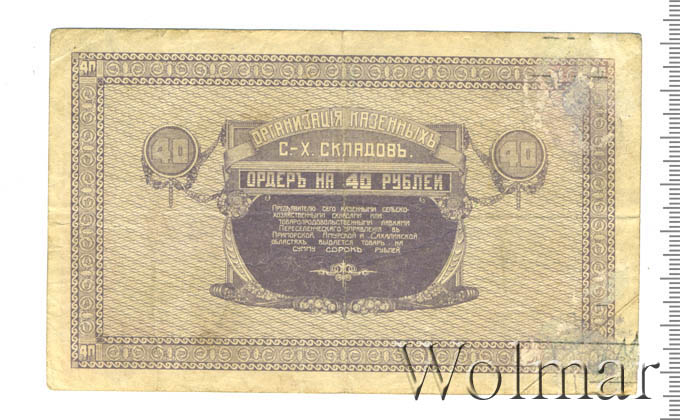 40
ОРГАНИЗАЦІЯ КАЗЕННЫХЪ
С.-Х. СКЛАДОВЪ.
40 40
ОРДЕРЪ НА 40 РУБЛЕЙ
ПРЕДЪЯВИТЕЛЮ СЕГО КАЗЕННЫМИ СЕЛЬСКО-
ХОЗЯЙСТВЕННЫМИ СКЛАДАМИ ИЛИ
ТОВАРОПРОДОВОЛЬСТВЕННЫМИ ЛАВКАМИ
ПЕРЕСЕЛЕНЧЕСКАГО УПРАВЛЕНІЯ ВЪ
ПРИМОРСКОЙ, АМУРСКОЙ И САХАЛИНСКОЙ
ОБЛАСТЯХЪ ВЫДАЕТСЯ ТОВАРЪ НА
СУММУ СОРОКЪ РУБЛЕЙ
40
Wolmar